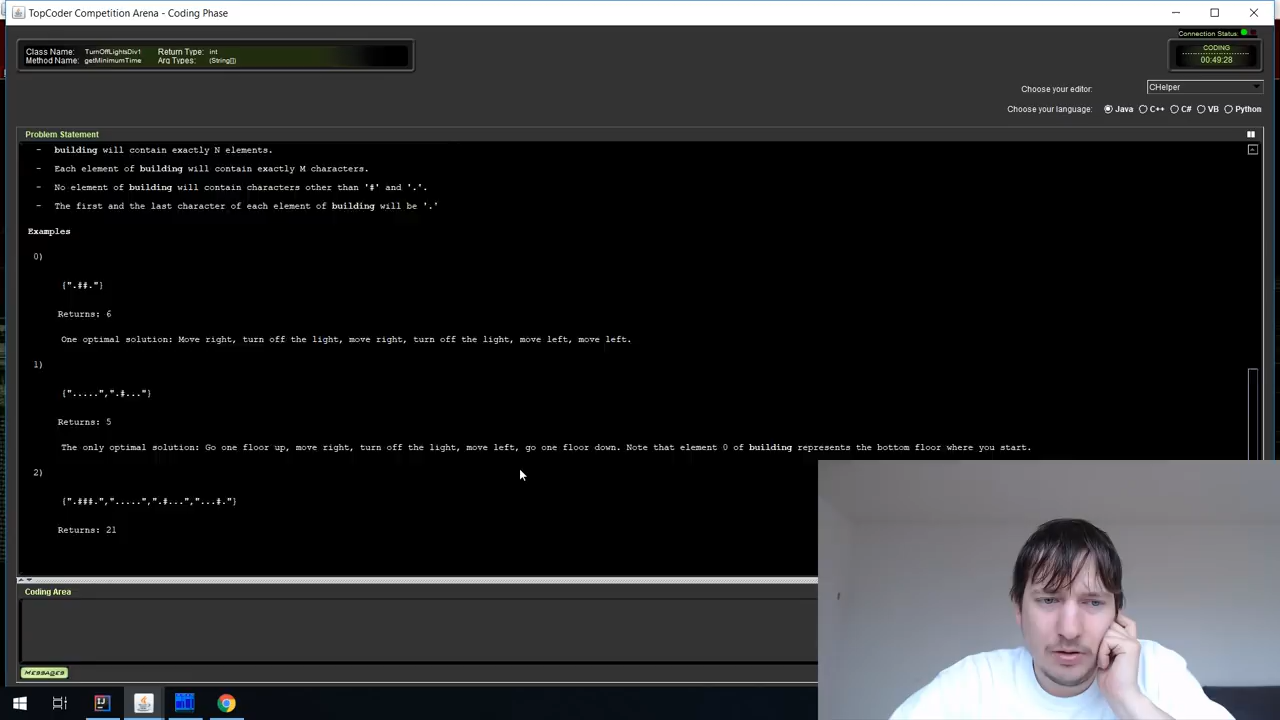 TopCoder Competition Arena - Coding Phase
Connection Status:
Class Name: TurnOffLightsDiv1 Return Type: int
Method Name: getMinimumTime Arg Types: (String[])
CODING
00:49:28
Choose your editor: CHelper
Choose your language: Java C++ C# VB Python
Problem Statement
- building will contain exactly N elements.
- Each element of building will contain exactly M characters.
- No element of building will contain characters other than '#' and '.'.
- The first and the last character of each element of building will be '.'
Examples
0)
{".##."}
Returns: 6
One optimal solution: Move right, turn off the light, move right, turn off the light, move left, move left.
1)
{".....",".#..."}
Returns: 5
The only optimal solution: Go one floor up, move right, turn off the light, move left, go one floor down. Note that element 0 of building represents the bottom floor where you start.
2)
{".###.",".....",".#...","...#."}
Returns: 21
Coding Area
MESSAGES